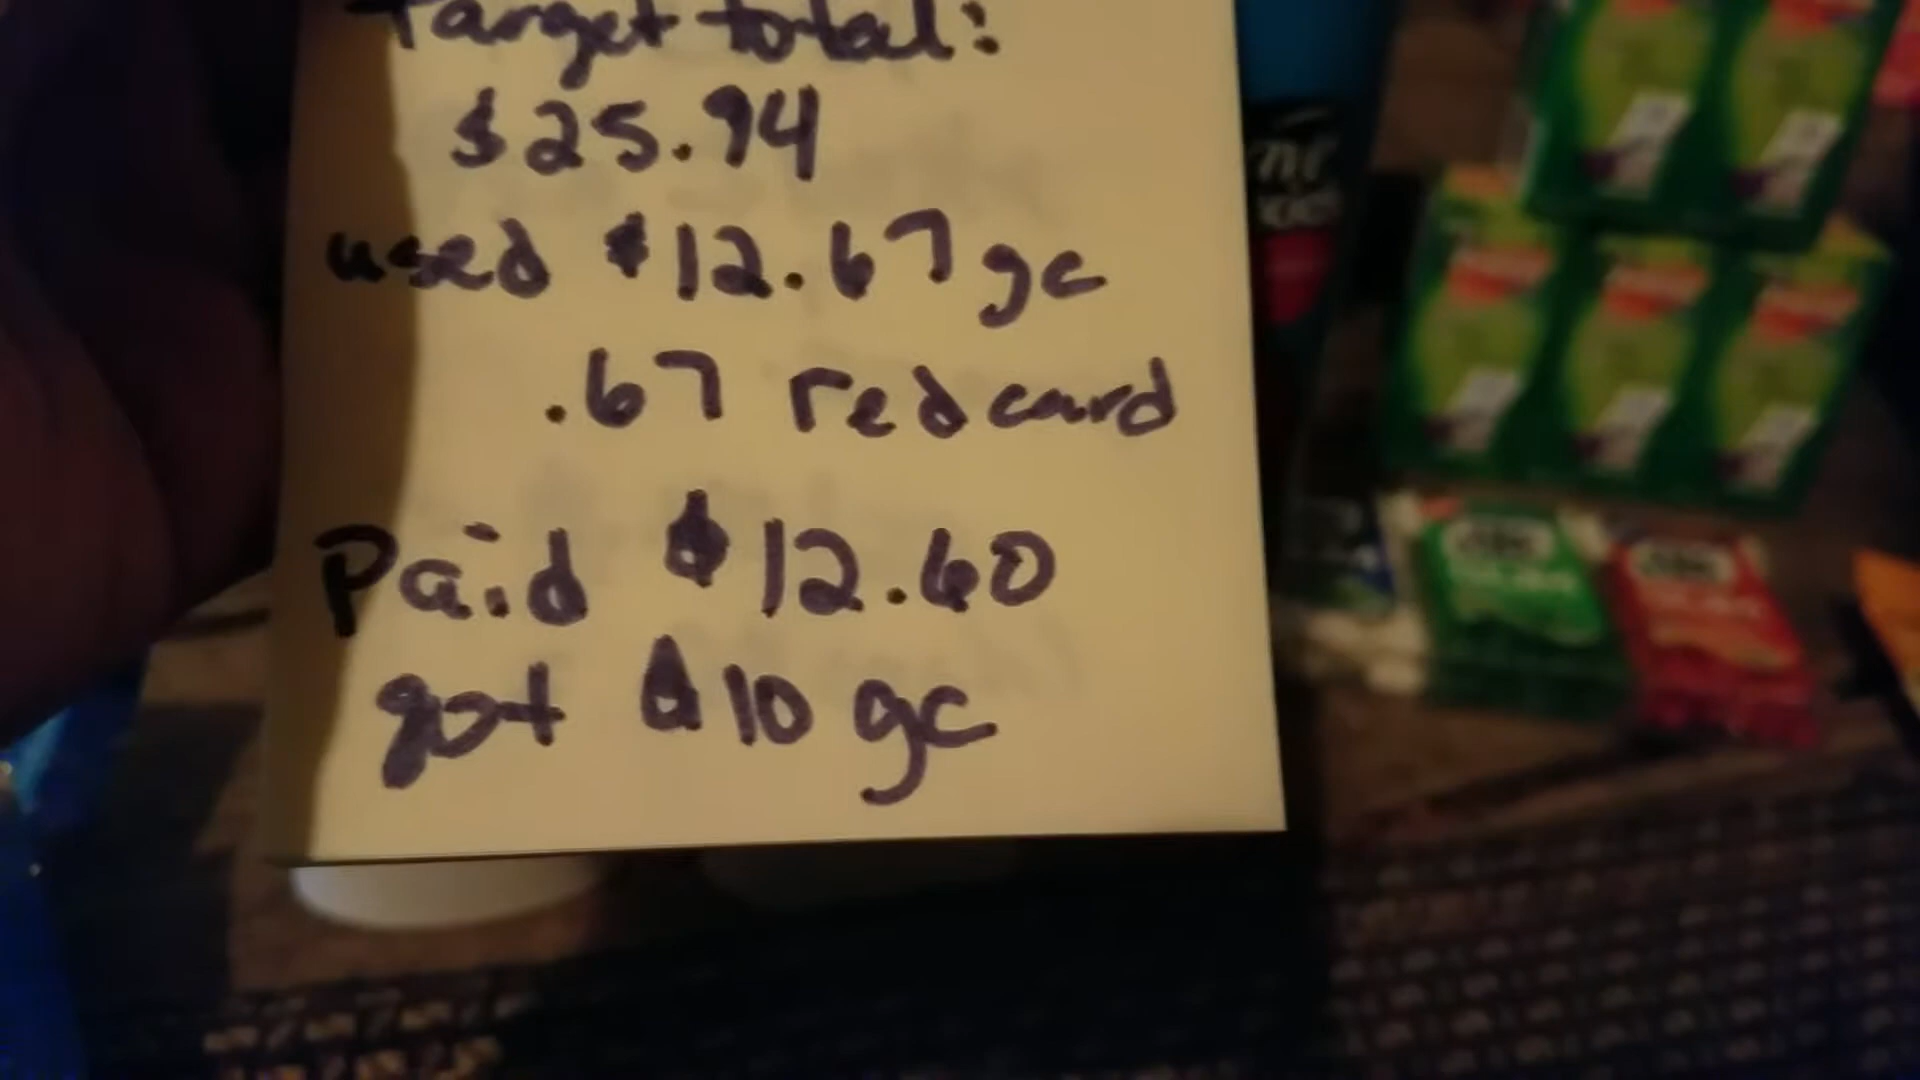 Target total:
$25.94
used $12.67 gc
.67 redcard
Paid $12.60
got $10 gc